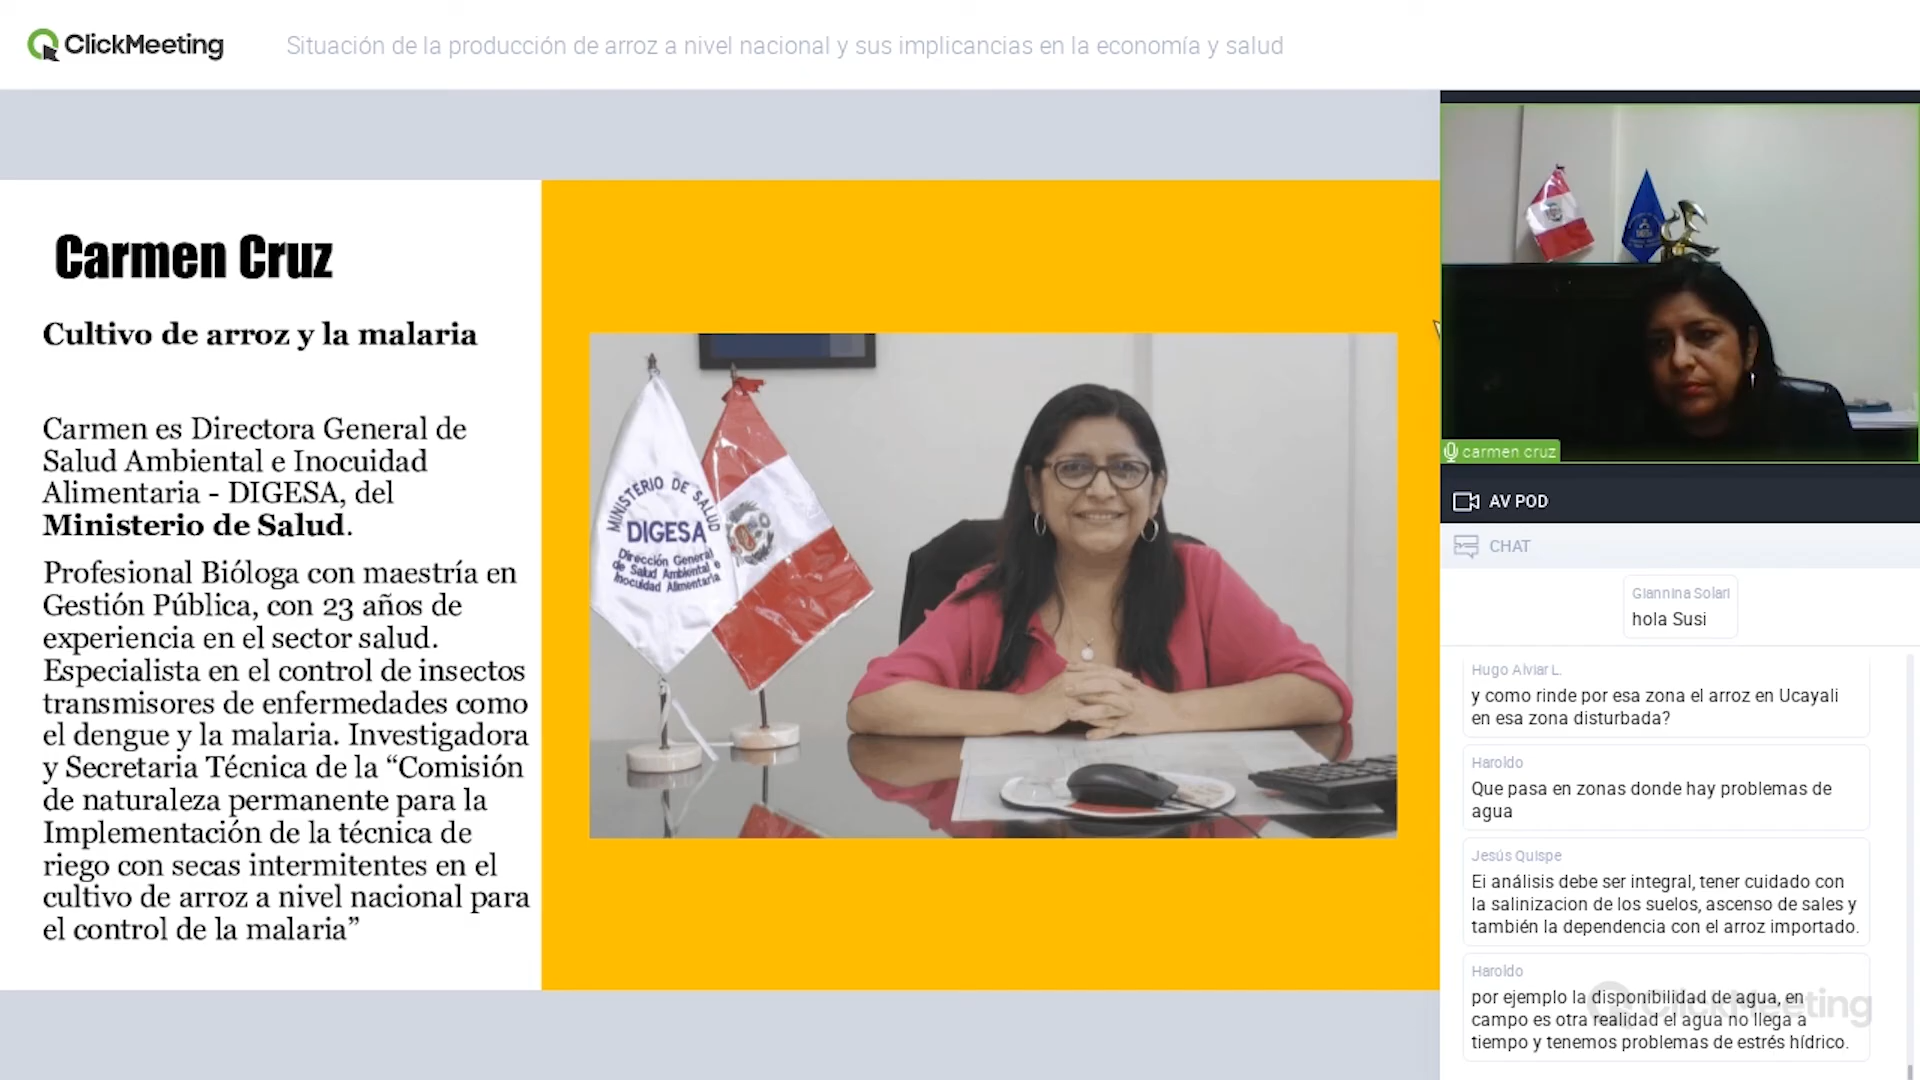 ClickMeeting
Situación de la producción de arroz a nivel nacional y sus implicancias en la economía y salud
Carmen Cruz
Cultivo de arroz y la malaria
Carmen es Directora General de
Salud Ambiental e Inocuidad
Alimentaria - DIGESA, del
Ministerio de Salud.
Profesional Bióloga con maestría en
Gestión Pública, con 23 años de
experiencia en el sector salud.
Especialista en el control de insectos
transmisores de enfermedades como
el dengue y la malaria. Investigadora
y Secretaria Técnica de la “Comisión
de naturaleza permanente para la
Implementación de la técnica de
riego con secas intermitentes en el
cultivo de arroz a nivel nacional para
el control de la malaria”
MINISTERIO DE SALUD
DIGESA
Dirección General
de Salud Ambiental e
Inocuidad Alimentaria
carmen cruz
AV POD
CHAT
Giannina Solari
hola Susi
Hugo Alviar L.
y como rinde por esa zona el arroz en Ucayali
en esa zona disturbada?
Haroldo
Que pasa en zonas donde hay problemas de
agua
Jesús Quispe
Ei análisis debe ser integral, tener cuidado con
la salinizacion de los suelos, ascenso de sales y
también la dependencia con el arroz importado.
Haroldo
por ejemplo la disponibilidad de agua, en
campo es otra realidad el agua no llega a
tiempo y tenemos problemas de estrés hídrico.
ClickMeeting